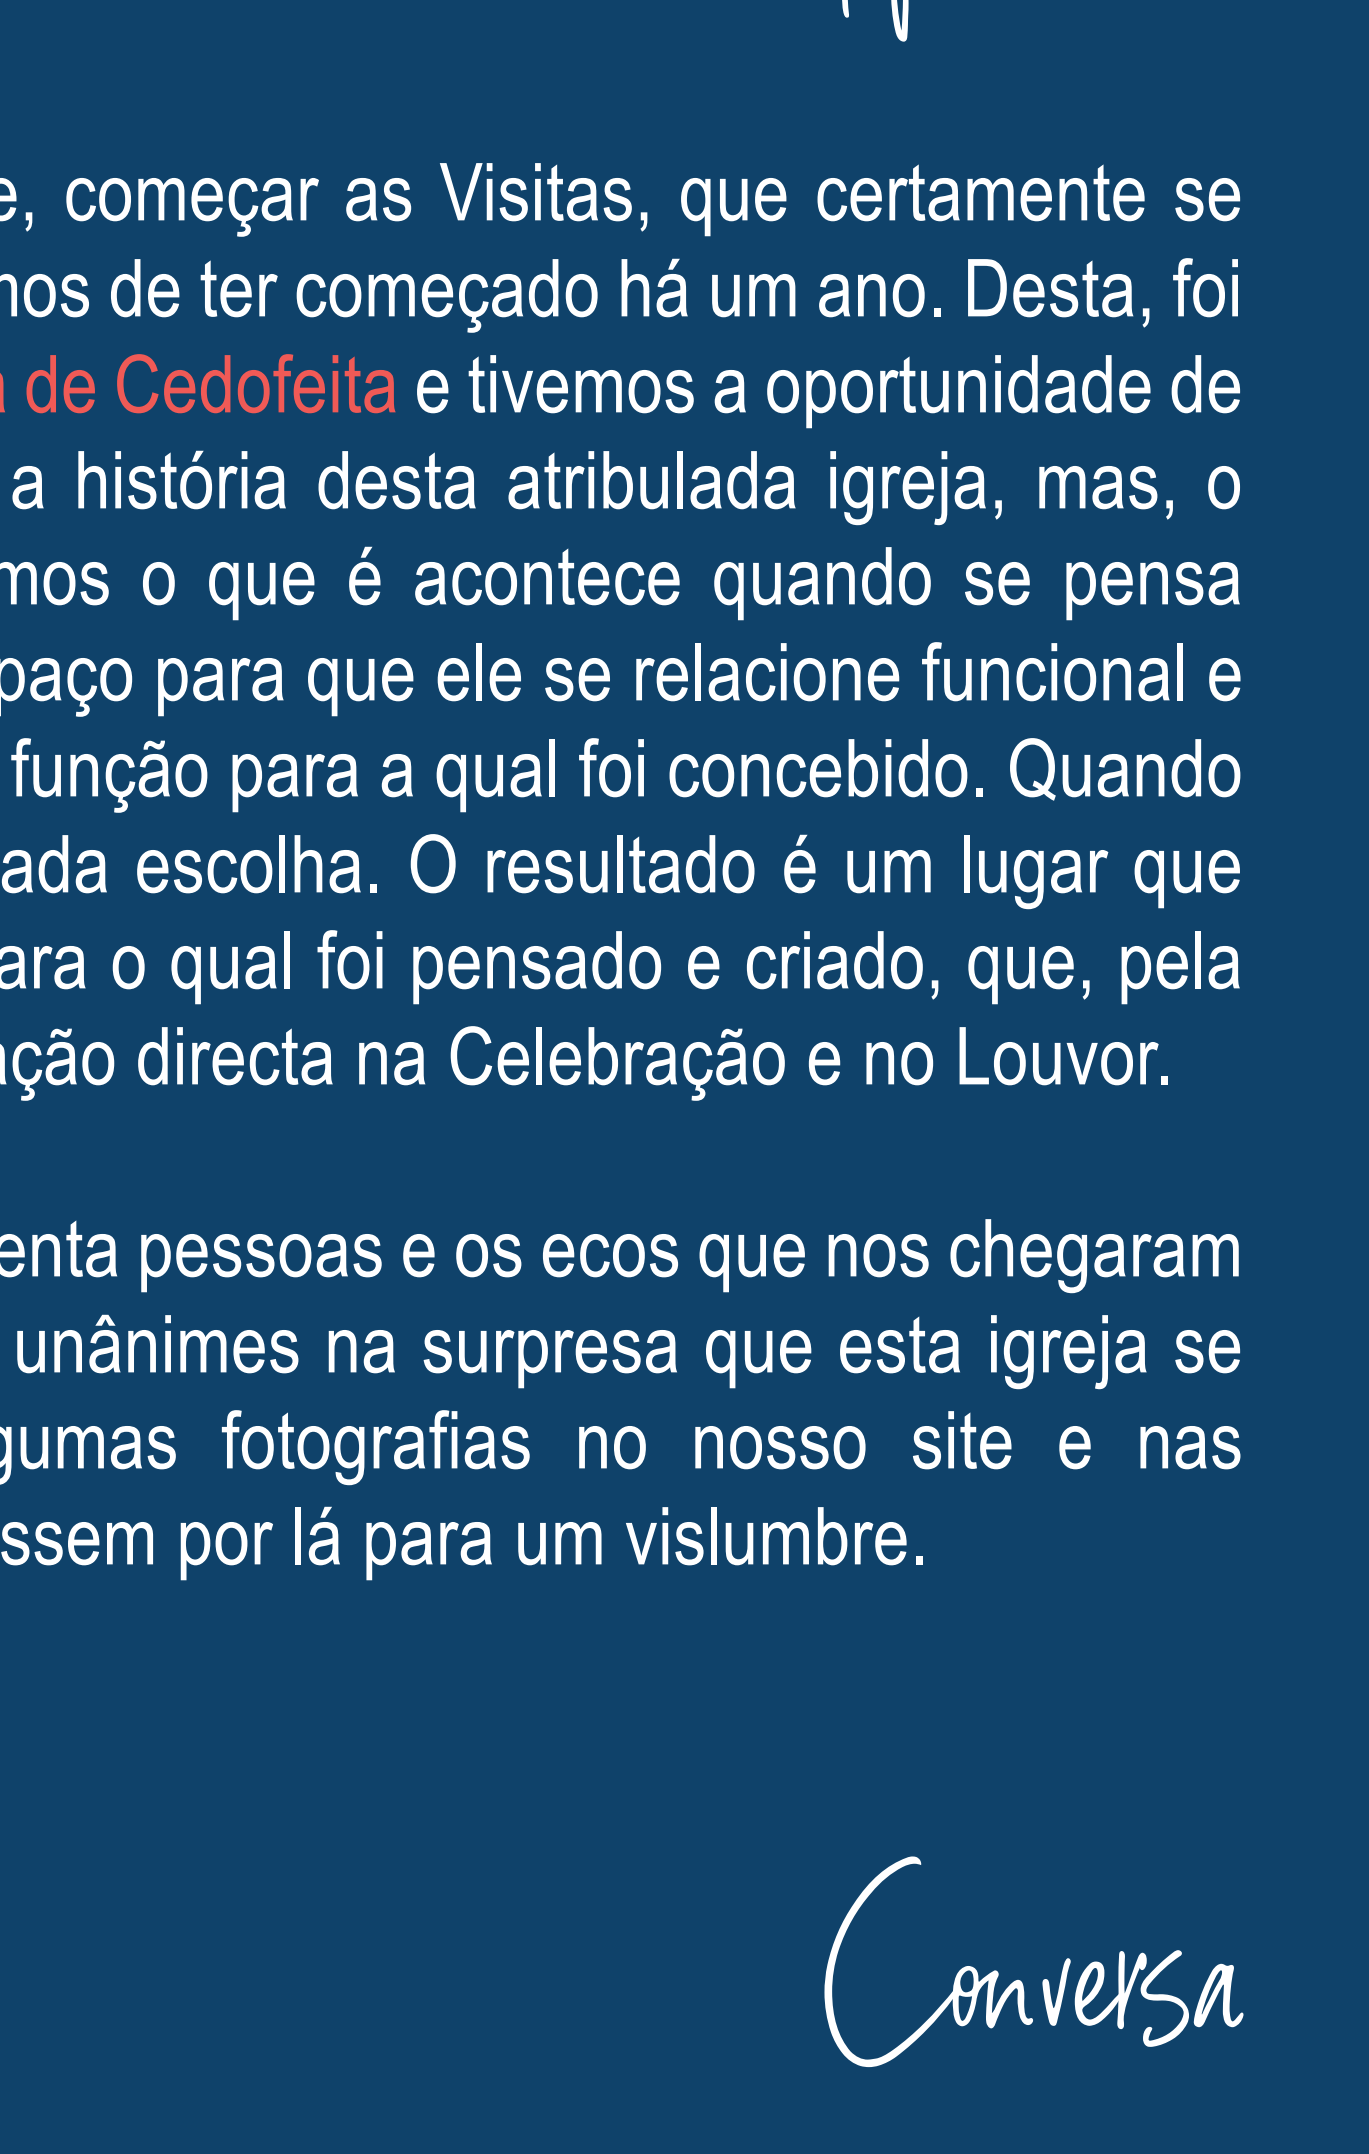 e, começar as Visitas, que certamente se
mos de ter começado há um ano. Desta, foi
de Cedofeita e tivemos a oportunidade de
a história desta atribulada igreja, mas, o
mos o que é acontece quando se pensa
paço para que ele se relacione funcional e
função para a qual foi concebido. Quando
ada escolha. O resultado é um lugar que
ara o qual foi pensado e criado, que, pela
ação directa na Celebração e no Louvor.
enta pessoas e os ecos que nos chegaram
unânimes na surpresa que esta igreja se
gumas fotografias no nosso site e nas
ssem por lá para um vislumbre.
Conversa